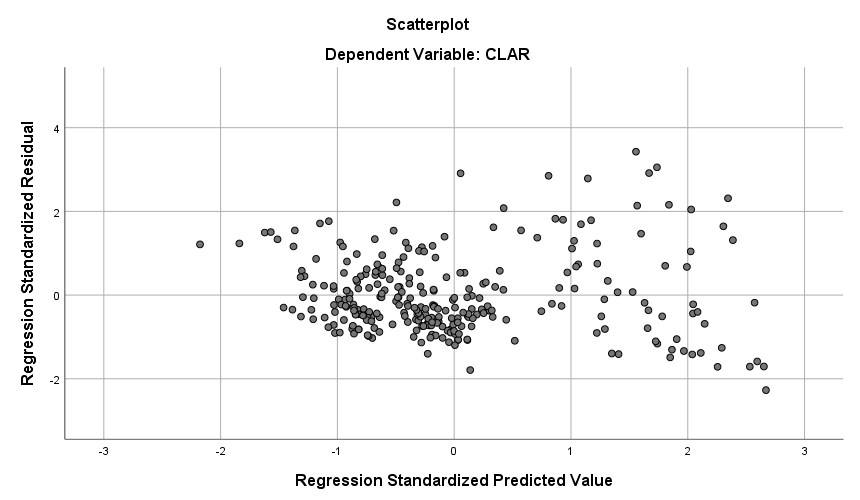 Scatterplot
Dependent Variable: CLAR
Regression Standardized Residual
4
2
0
-2
-3
-2
-1
0
1
2
3
Regression Standardized Predicted Value